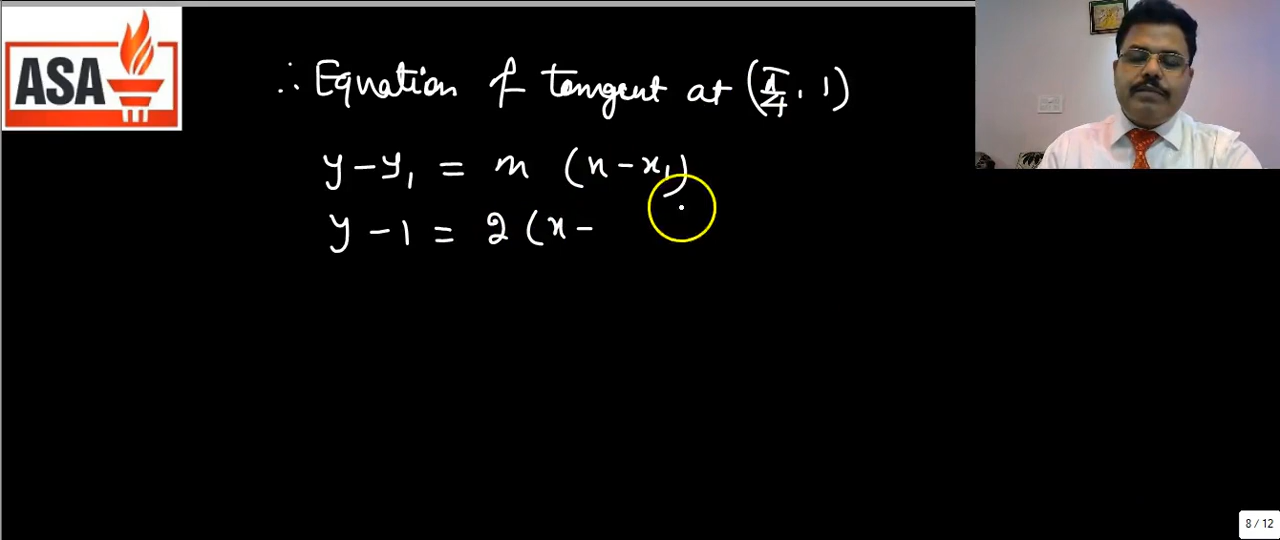 ASA
∴ Equation of tangent at (π/4, 1)
y - y₁ = m (x - x₁)
y - 1 = 2 (x -
8 / 12